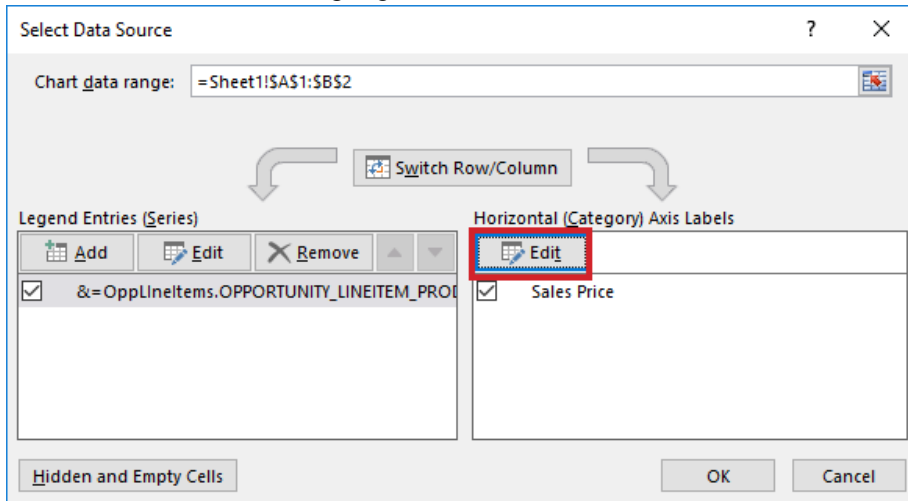 Select Data Source ? ×
Chart data range: =Sheet1!$A$1:$B$2
Switch Row/Column
Legend Entries (Series)
Horizontal (Category) Axis Labels
Add Edit Remove
Edit
&=OppLineItems.OPPORTUNITY_LINEITEM_PROD
Sales Price
Hidden and Empty Cells
OK Cancel